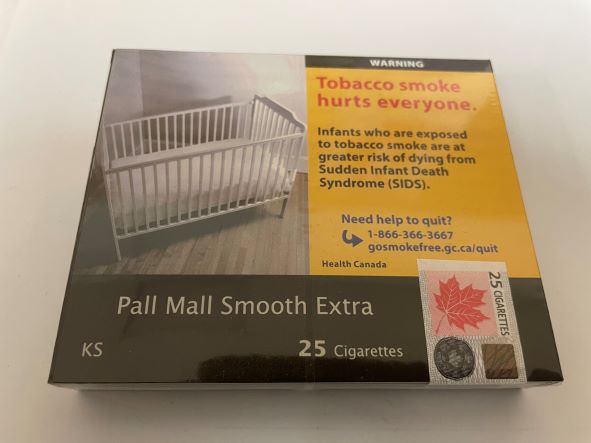 WARNING
Tobacco smoke
hurts everyone.
Infants who are exposed
to tobacco smoke are at
greater risk of dying from
Sudden Infant Death
Syndrome (SIDS).
Need help to quit?
1-866-366-3667
gosmokefree.gc.ca/quit
Health Canada
25 CIGARETTES
Pall Mall Smooth Extra
KS
25 Cigarettes